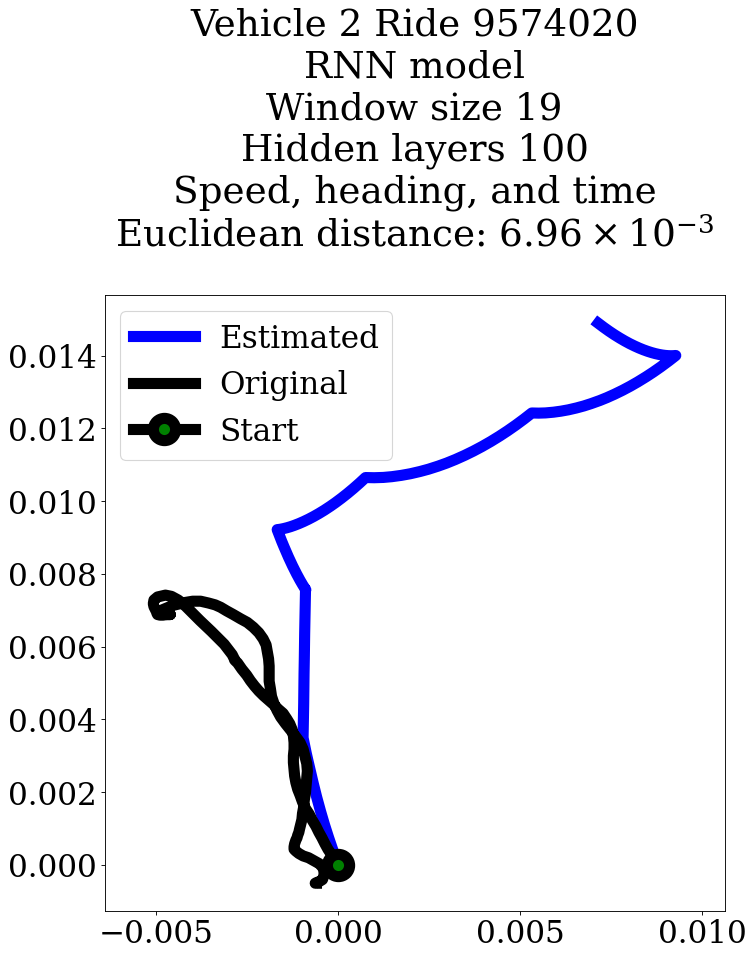 Vehicle 2 Ride 9574020
RNN model
Window size 19
Hidden layers 100
Speed, heading, and time
Euclidean distance: 6.96 × 10⁻³
Estimated
Original
Start
0.014
0.012
0.010
0.008
0.006
0.004
0.002
0.000
−0.005 0.000 0.005 0.010